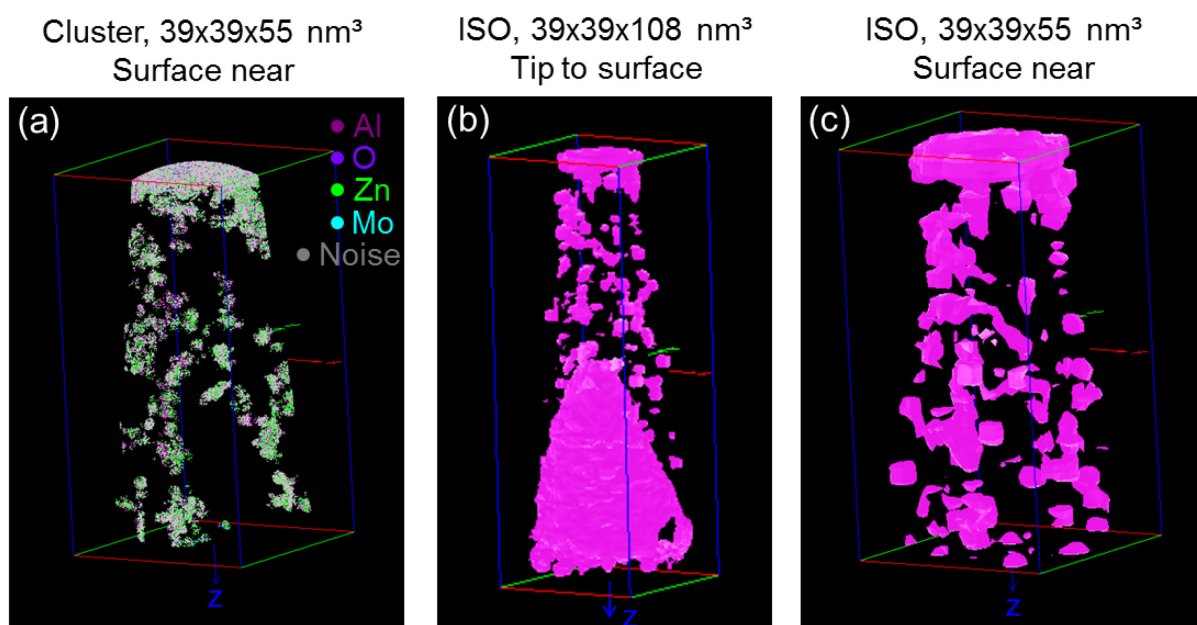 Cluster, 39x39x55 nm³
Surface near
ISO, 39x39x108 nm³
Tip to surface
ISO, 39x39x55 nm³
Surface near
(a)
Al
O
Zn
Mo
Noise
z
(b)
z
(c)
z